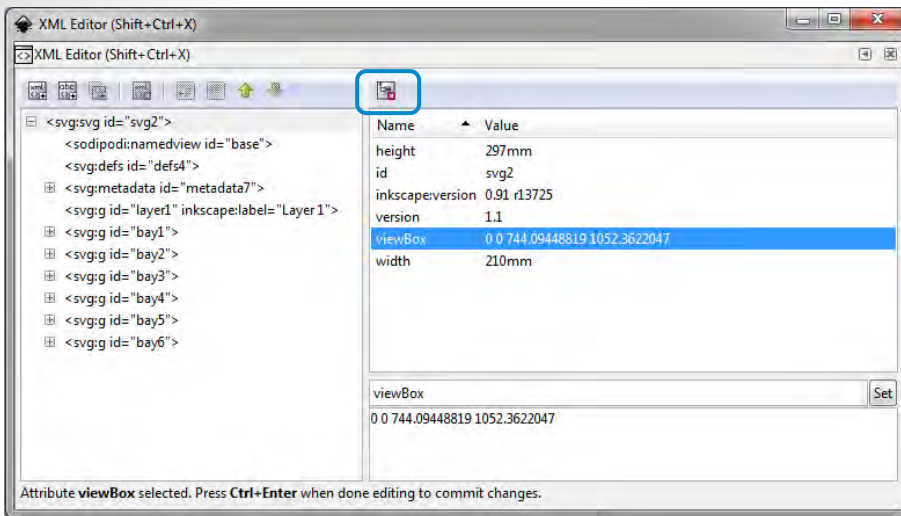 XML Editor (Shift+Ctrl+X)
XML Editor (Shift+Ctrl+X)
<svg:svg id="svg2">
<sodipodi:namedview id="base">
<svg:defs id="defs4">
<svg:metadata id="metadata7">
<svg:g id="layer1" inkscape:label="Layer 1">
<svg:g id="bay1">
<svg:g id="bay2">
<svg:g id="bay3">
<svg:g id="bay4">
<svg:g id="bay5">
<svg:g id="bay6">
Name Value
height 297mm
id svg2
inkscape:version 0.91 r13725
version 1.1
viewBox 0 0 744.09448819 1052.3622047
width 210mm
viewBox Set
0 0 744.09448819 1052.3622047
Attribute viewBox selected. Press Ctrl+Enter when done editing to commit changes.